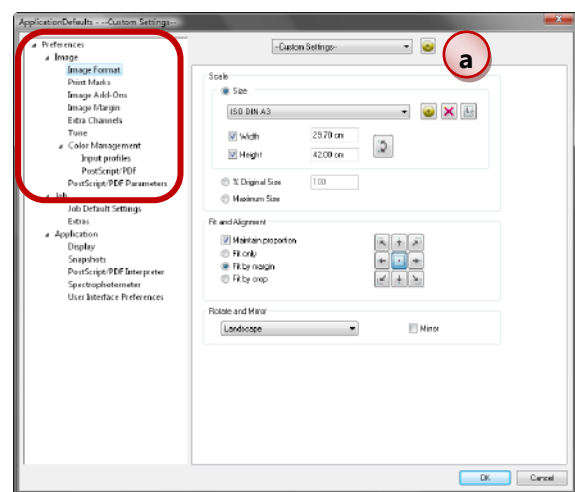 ApplicationDefaults - --Custom Settings--
Preferences
Image
Image Format
Print Marks
Image Add-Ons
Image Margin
Extra Channels
Tune
Color Management
Input profiles
PostScript/PDF
PostScript/PDF Parameters
Job
Job Default Settings
Extras
Application
Display
Snapshots
PostScript/PDF Interpreter
Spectrophotometer
User Interface Preferences
--Custom Settings--
a
Scale
Size
ISO DIN A3
Width 29.70 cm
Height 42.00 cm
% Original Size 100
Maximum Size
Fit and Alignment
Maintain proportion
Fit only
Fit by margin
Fit by crop
Rotate and Mirror
Landscape Mirror
OK Cancel